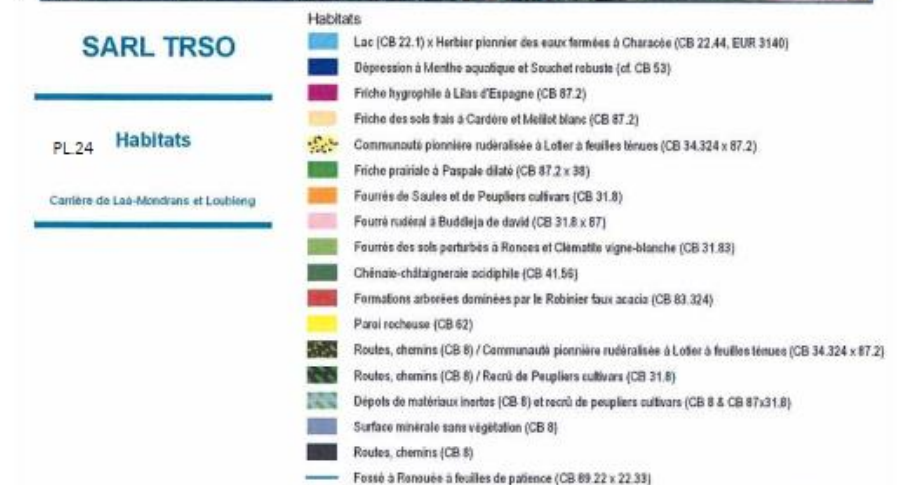 Habitats
SARL TRSO
Lac (CB 22.1) x Herbier pionnier des eaux fermées à Characée (CB 22.44, EUR 3140)
Dépression à Menthe aquatique et Souchet robuste (cf. CB 53)
Friche hygrophile à Lilas d'Espagne (CB 87.2)
Friche des sols frais à Cardère et Melilot blanc (CB 87.2)
PL.24 Habitats
Communauté pionnière rudéralisée à Lotier à feuilles ténues (CB 34.324 x 87.2)
Friche prairiale à Paspale dilaté (CB 87.2 x 38)
Carrière de Laà-Mondrans et Loubieng
Fourrés de Saules et de Peupliers cultivars (CB 31.8)
Fourré rudéral à Buddleja de david (CB 31.8 x 87)
Fourrés des sols perturbés à Ronces et Clématite vigne-blanche (CB 31.83)
Chênaie-châtaigneraie acidiphile (CB 41.56)
Formations arborées dominées par le Robinier faux acacia (CB 83.324)
Paroi rocheuse (CB 62)
Routes, chemins (CB 8) / Communauté pionnière rudéralisée à Lotier à feuilles ténues (CB 34.324 x 87.2)
Routes, chemins (CB 8) / Recrû de Peupliers cultivars (CB 31.8)
Dépots de matériaux inertes (CB 8) et recrû de peupliers cultivars (CB 8 & CB 87x31.8)
Surface minérale sans végétation (CB 8)
Routes, chemins (CB 8)
Fossé à Renouée à feuilles de patience (CB 89.22 x 22.33)